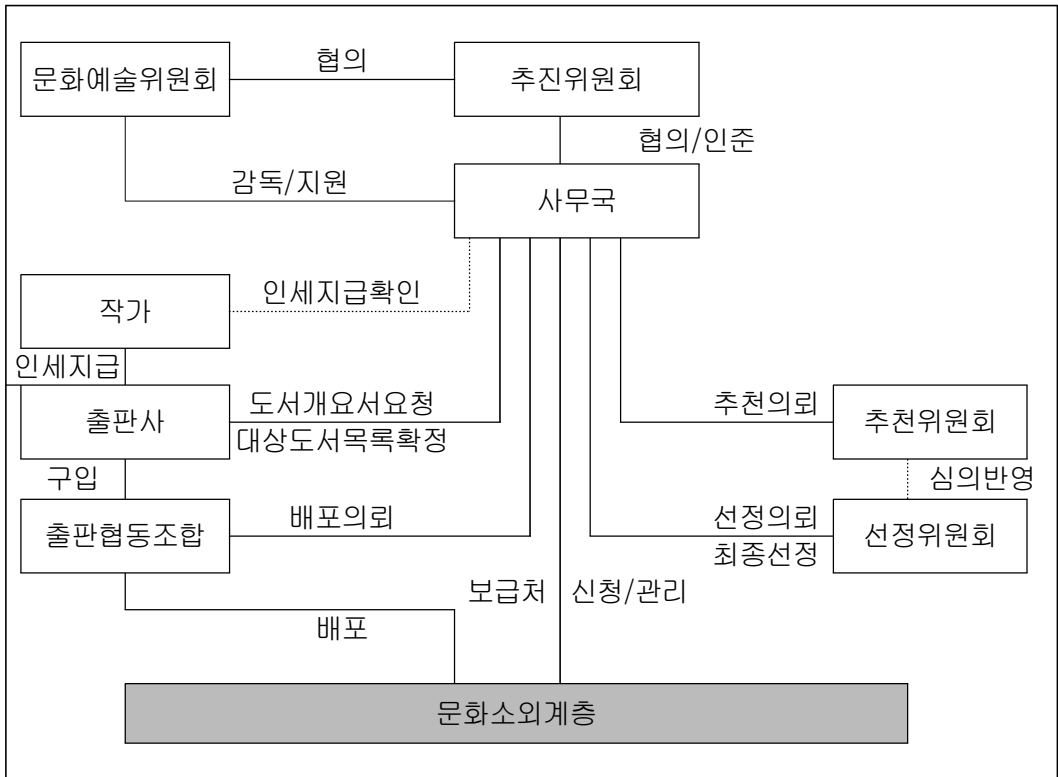 협의
문화예술위원회
추진위원회
협의/인준
감독/지원
사무국
인세지급확인
작가
인세지급
출판사
도서개요서요청
대상도서목록확정
추천의뢰
추천위원회
구입
심의반영
출판협동조합
배포의뢰
선정의뢰
최종선정
선정위원회
보급처 신청/관리
배포
문화소외계층